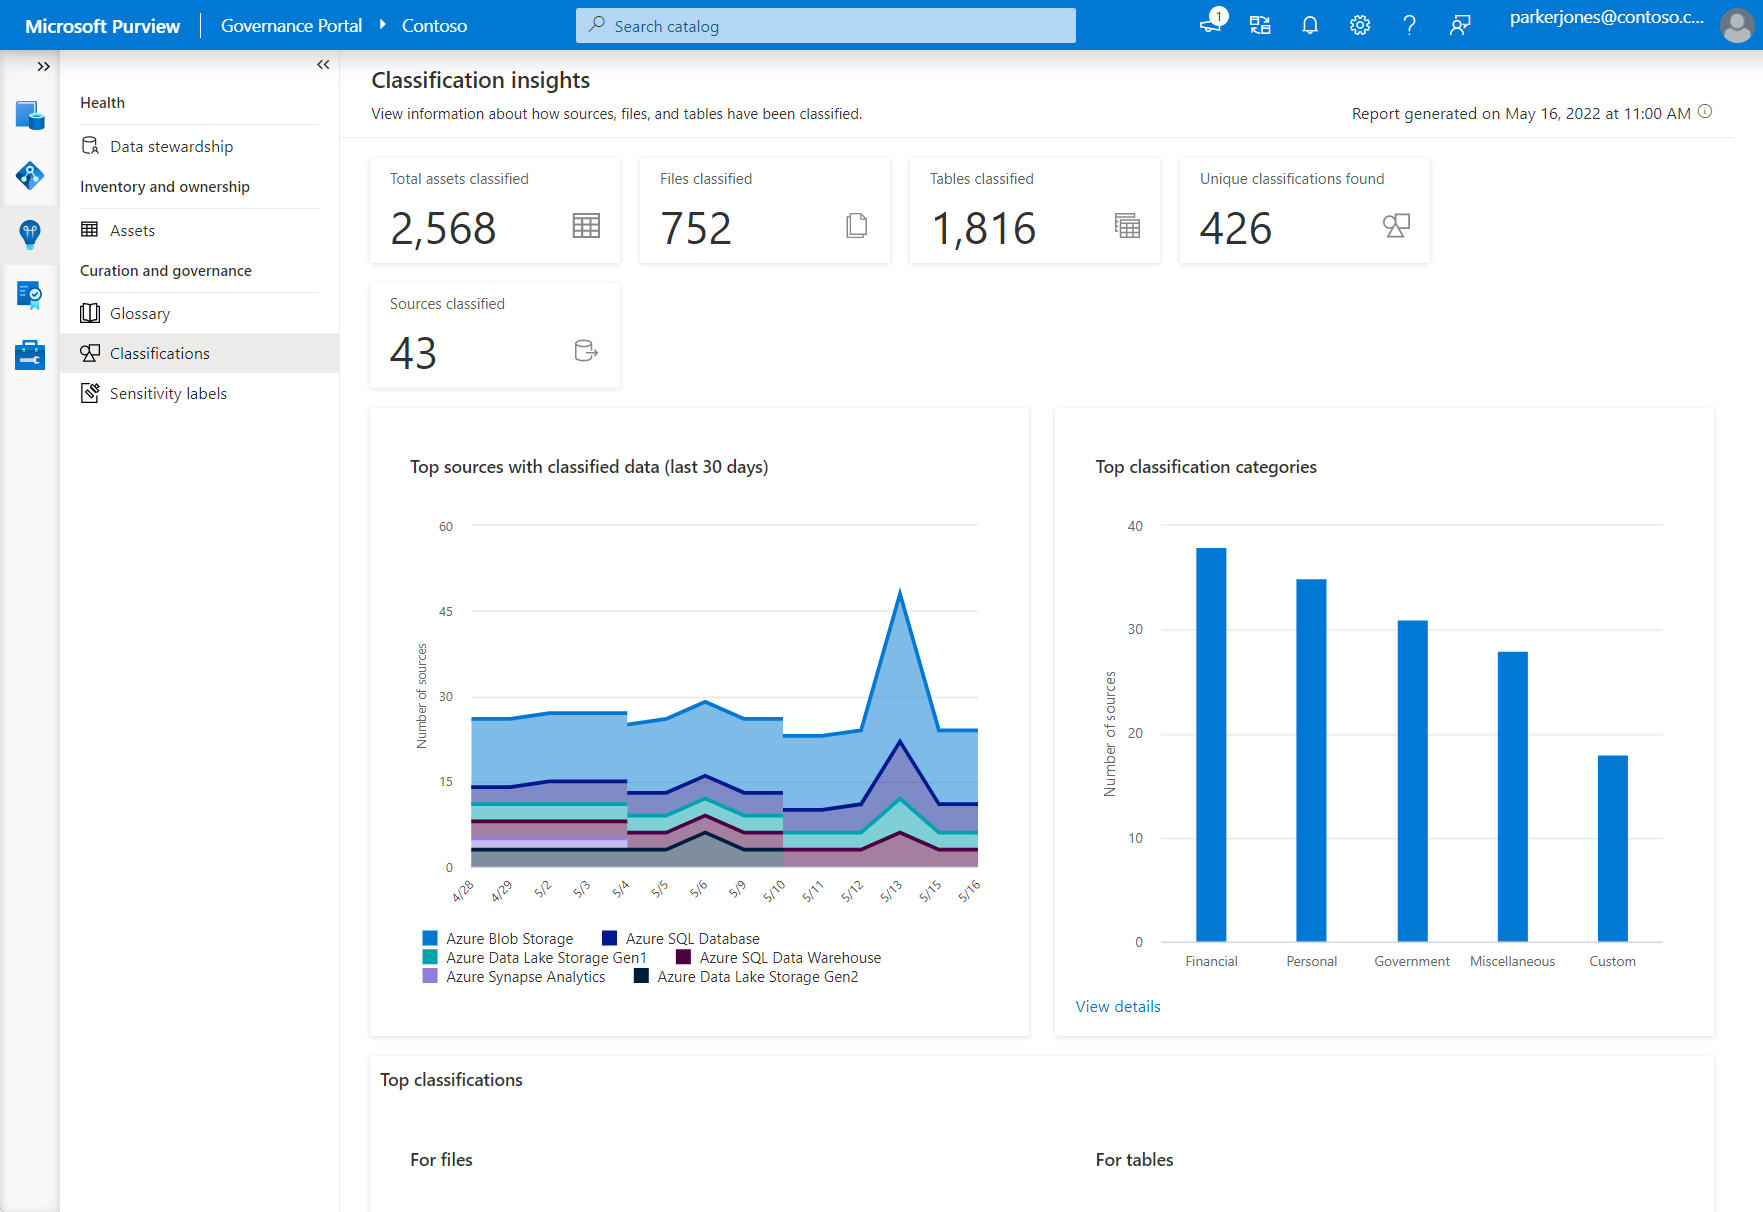 Microsoft Purview
Governance Portal
Contoso
Search catalog
1
parkerjones@contoso.c...
Health
Data stewardship
Inventory and ownership
Assets
Curation and governance
Glossary
Classifications
Sensitivity labels
Classification insights
View information about how sources, files, and tables have been classified.
Report generated on May 16, 2022 at 11:00 AM
Total assets classified
2,568
Files classified
752
Tables classified
1,816
Unique classifications found
426
Sources classified
43
Top sources with classified data (last 30 days)
60
45
30
15
0
Number of sources
4/28
4/29
5/2
5/3
5/4
5/5
5/6
5/9
5/10
5/11
5/12
5/13
5/15
5/16
Azure Blob Storage
Azure SQL Database
Azure Data Lake Storage Gen1
Azure SQL Data Warehouse
Azure Synapse Analytics
Azure Data Lake Storage Gen2
Top classification categories
40
30
20
10
0
Number of sources
Financial
Personal
Government
Miscellaneous
Custom
View details
Top classifications
For files
For tables